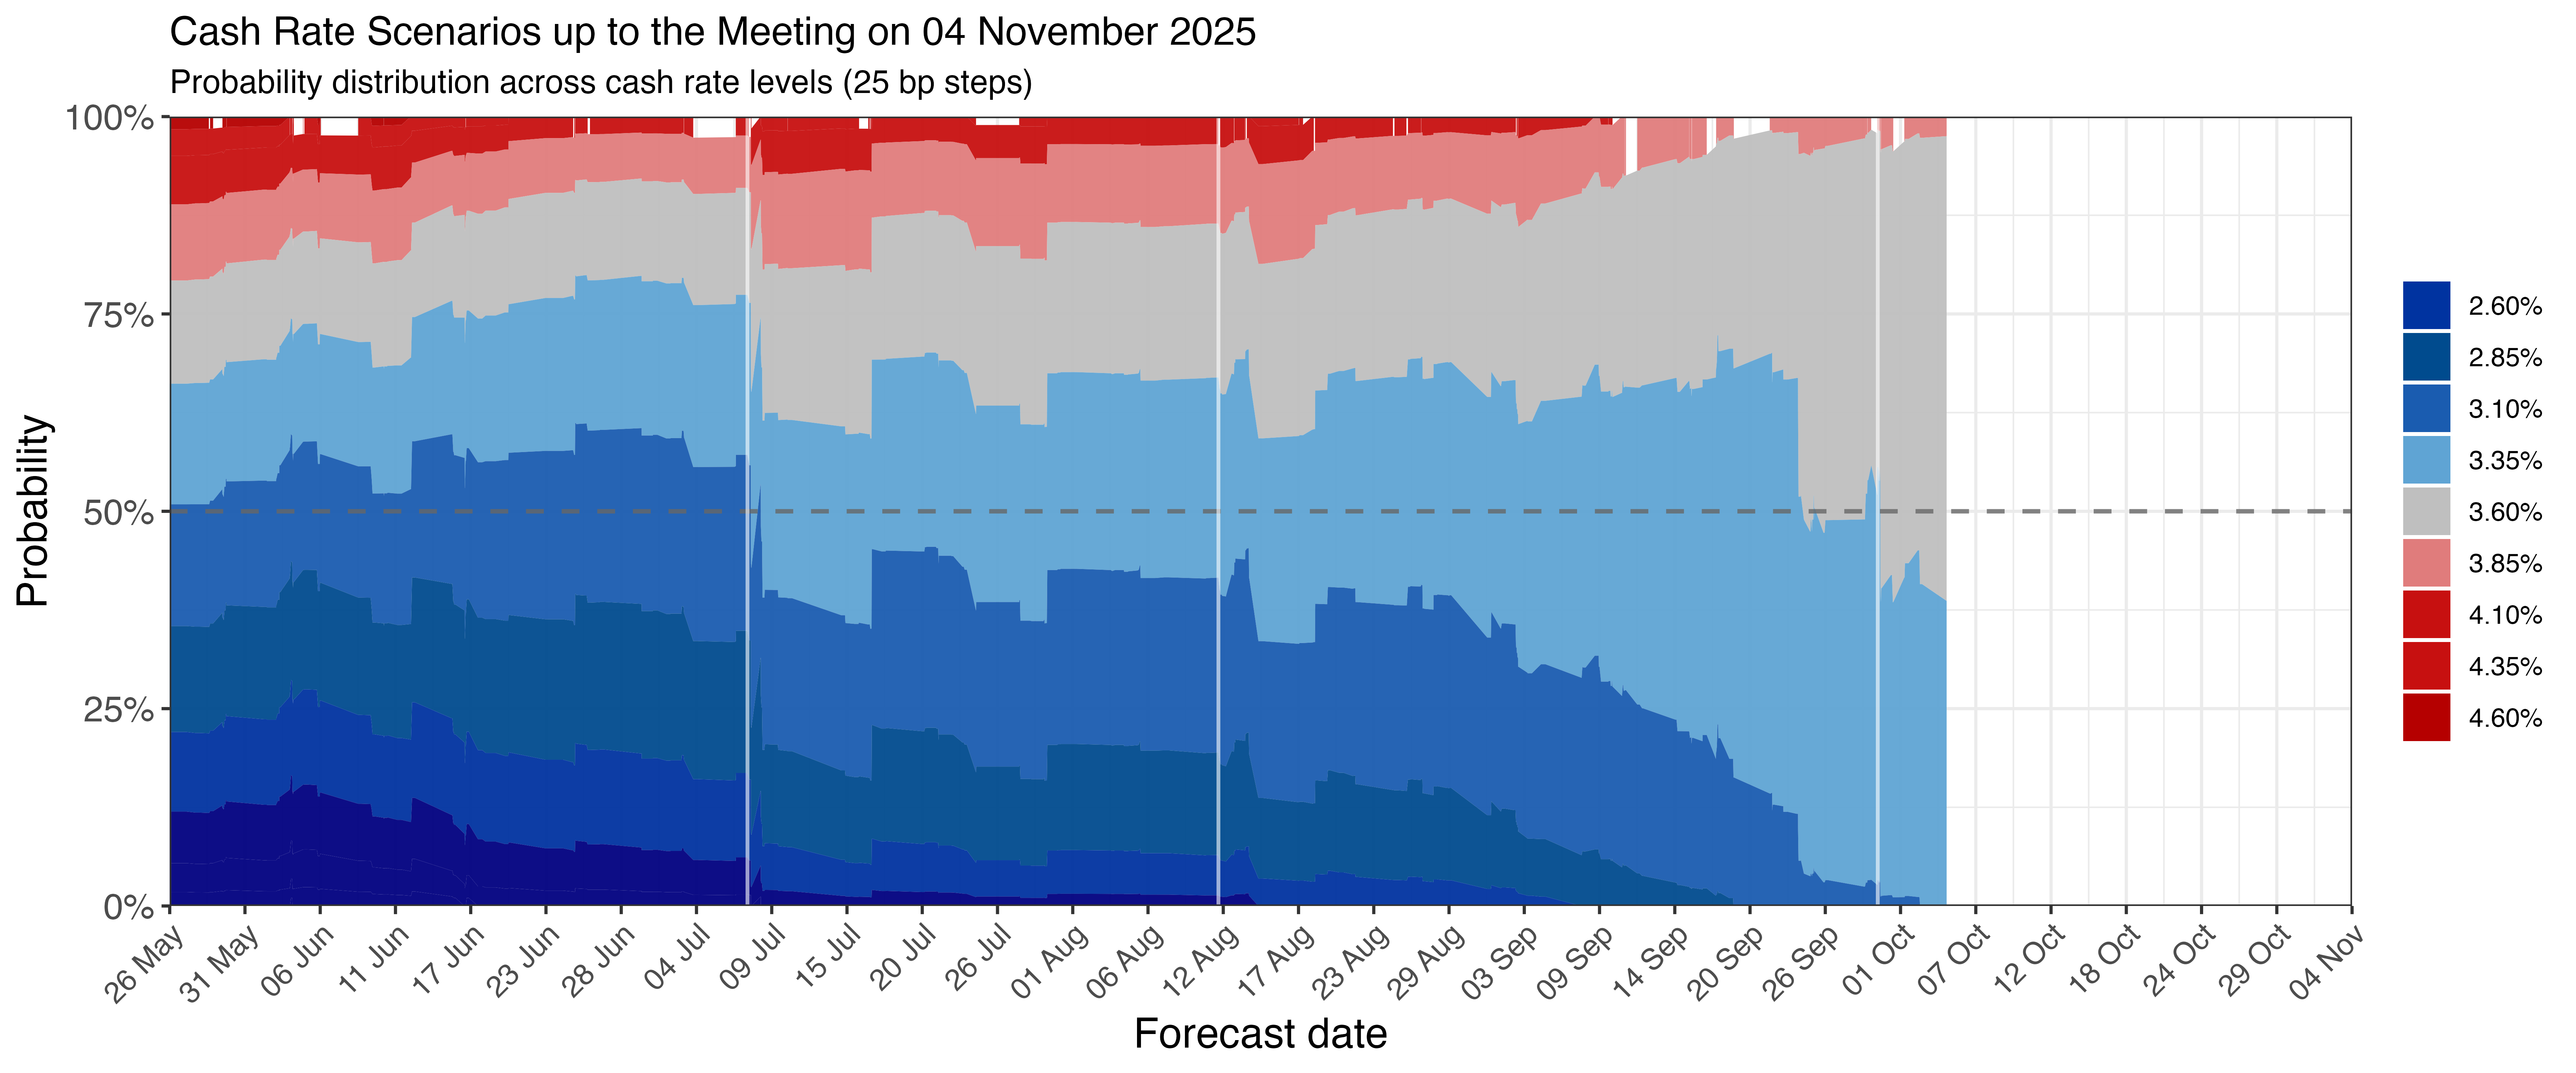 Cash Rate Scenarios up to the Meeting on 04 November 2025
Probability distribution across cash rate levels (25 bp steps)
Probability
100%
75%
50%
25%
0%
26 May
31 May
06 Jun
11 Jun
17 Jun
23 Jun
28 Jun
04 Jul
09 Jul
15 Jul
20 Jul
26 Jul
01 Aug
06 Aug
12 Aug
17 Aug
23 Aug
29 Aug
03 Sep
09 Sep
14 Sep
20 Sep
26 Sep
01 Oct
07 Oct
12 Oct
18 Oct
24 Oct
29 Oct
04 Nov
Forecast date
2.60%
2.85%
3.10%
3.35%
3.60%
3.85%
4.10%
4.35%
4.60%